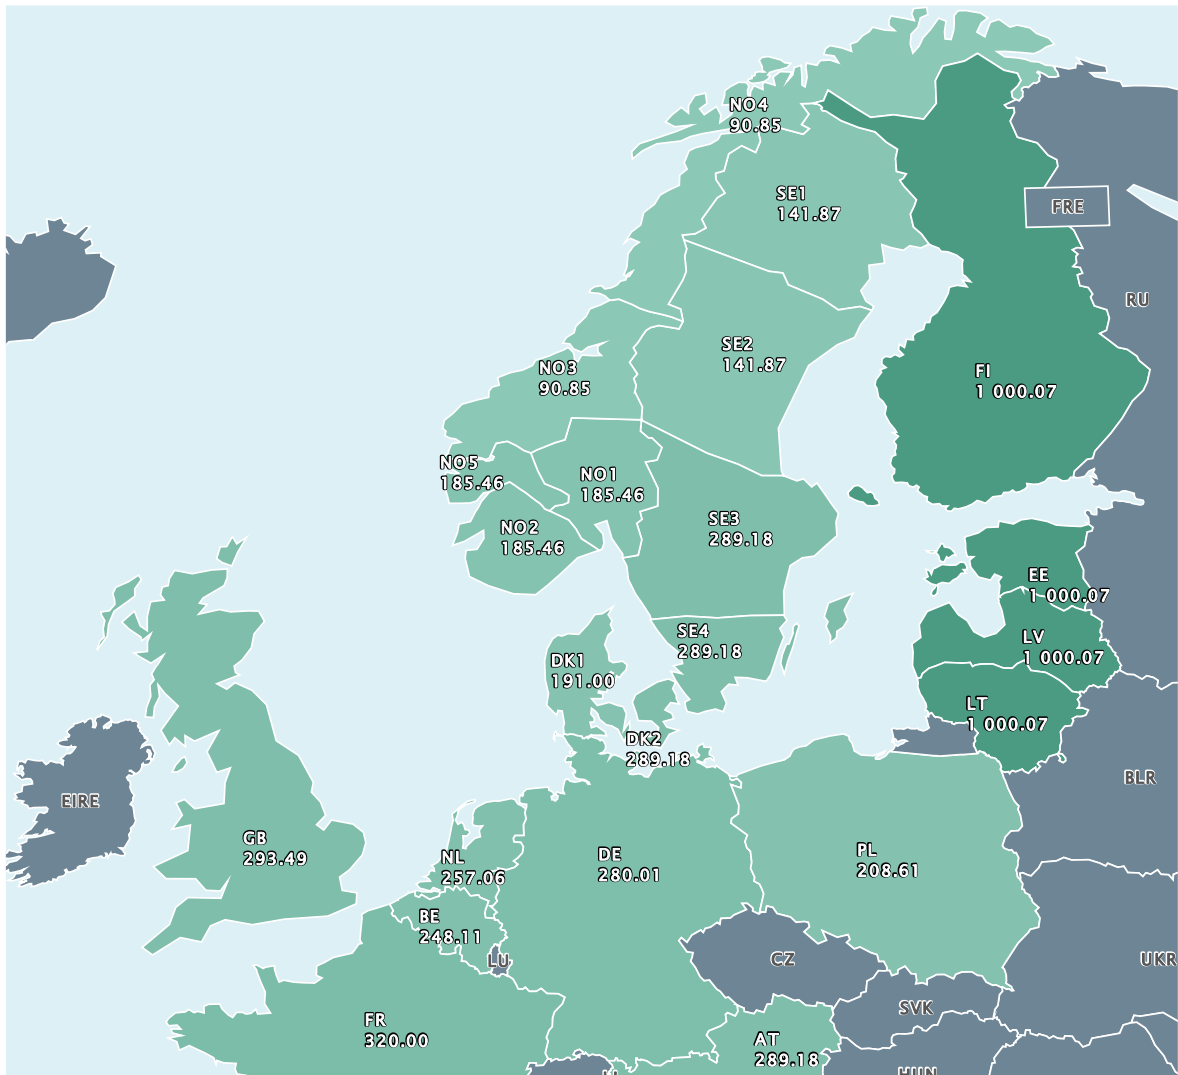 NO4
90.85
SE1
141.87
FRE
RU
SE2
141.87
NO3
90.85
FI
1 000.07
NO5
185.46
NO1
185.46
NO2
185.46
SE3
289.18
EE
1 000.07
SE4
289.18
LV
1 000.07
DK1
191.00
LT
1 000.07
DK2
289.18
BLR
EIRE
GB
293.49
NL
257.06
DE
280.01
PL
208.61
BE
248.11
LU
CZ
UKR
SVK
FR
320.00
AT
289.18
HUN